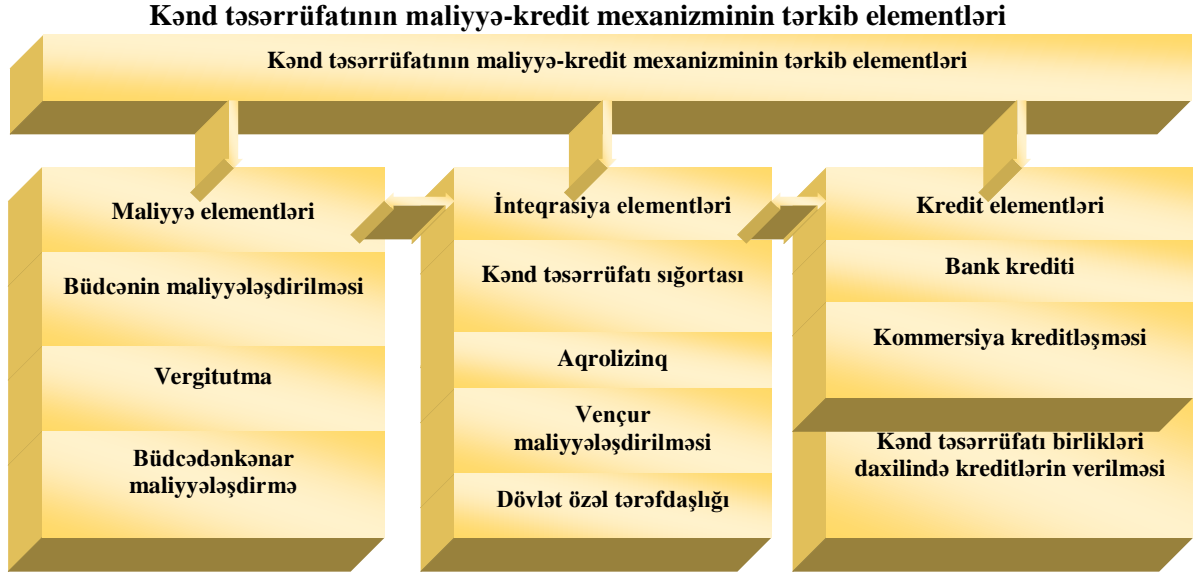 Kənd təsərrüfatının maliyyə-kredit mexanizminin tərkib elementləri
Kənd təsərrüfatının maliyyə-kredit mexanizminin tərkib elementləri
Maliyyə elementləri
Büdcənin maliyyələşdirilməsi
Vergitutma
Büdcədənkənar
maliyyələşdirmə
İnteqrasiya elementləri
Kənd təsərrüfatı sığortası
Aqrolizinq
Vençur
maliyyələşdirilməsi
Dövlət özəl tərəfdaşlığı
Kredit elementləri
Bank krediti
Kommersiya kreditləşməsi
Kənd təsərrüfatı birlikləri
daxilində kreditlərin verilməsi